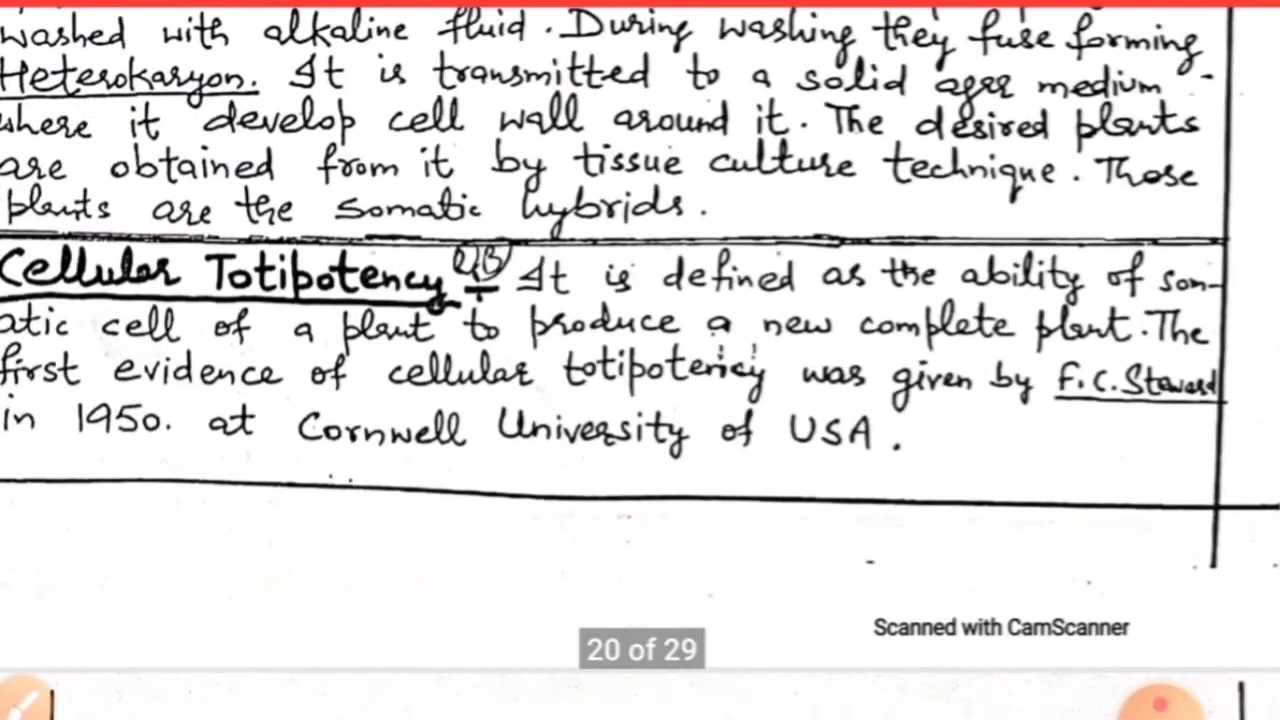 washed with alkaline fluid. During washing they fuse forming
Heterokaryon. It is transmitted to a solid ager medium
where it develop cell wall around it. The desired plants
are obtained from it by tissue culture technique. Those
plants are the somatic hybrids.
Cellular Totipotency It is defined as the ability of som-
atic cell of a plant to produce a new complete plant. The
first evidence of cellular totipotency was given by F.C. Steward
in 1950. at Cornwell University of USA.
Scanned with CamScanner
20 of 29